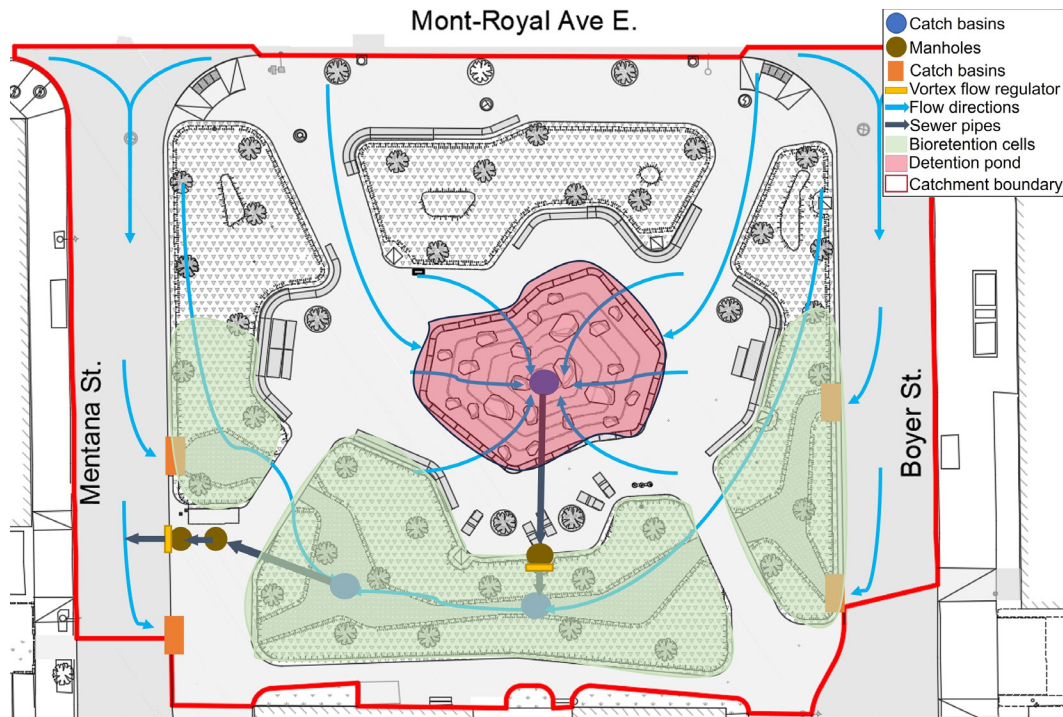 Mont-Royal Ave E.
Catch basins
Manholes
Catch basins
Vortex flow regulator
Flow directions
Sewer pipes
Bioretention cells
Detention pond
Catchment boundary
Mentana St.
Boyer St.